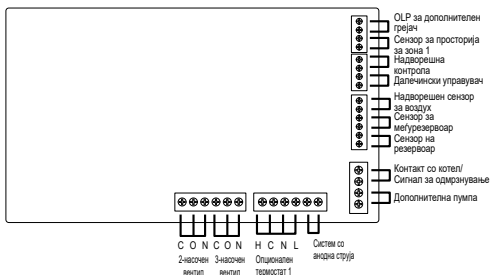 OLP за дополнителен
грејач
Сензор за просторија
за зона 1
Надворешна
контрола
Далечински управувач
Надворешен сензор
за воздух
Сензор за
меѓурезервоар
Сензор на
резервоар
Контакт со котел/
Сигнал за одмрзнување
Дополнителна пумпа
C O N C O N H C N L
2-насочен
вентил
3-насочен
вентил
Опционален
термостат 1
Систем со
анодна струја